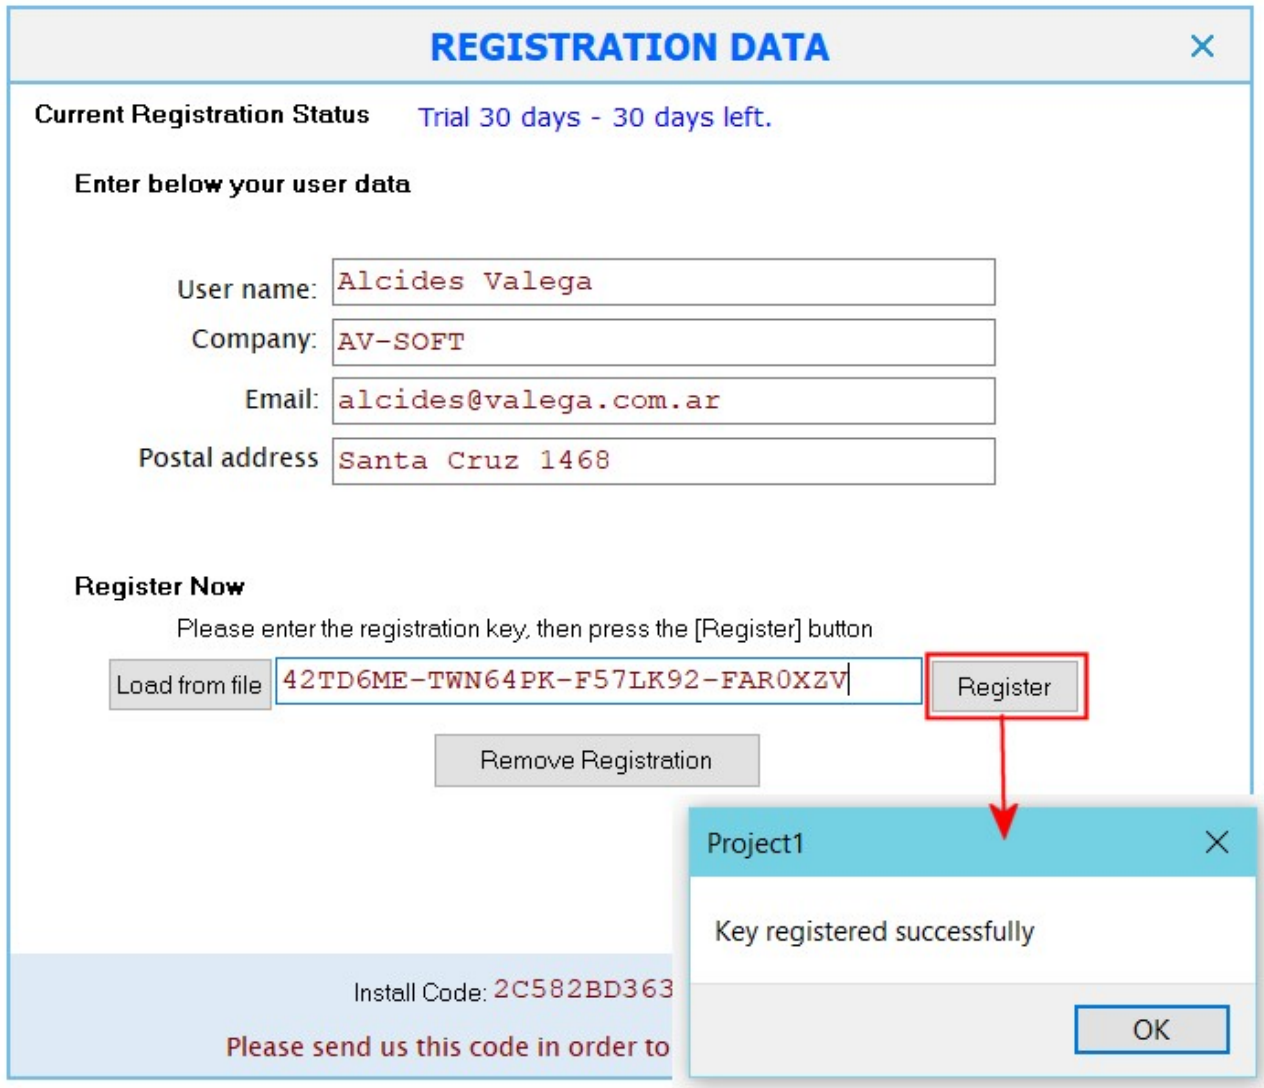 REGISTRATION DATA
Current Registration Status Trial 30 days - 30 days left.
Enter below your user data
User name: Alcides Valega
Company: AV-SOFT
Email: alcides@valega.com.ar
Postal address Santa Cruz 1468
Register Now
Please enter the registration key, then press the [Register] button
Load from file 42TD6ME-TWN64PK-F57LK92-FAR0XZV Register
Remove Registration
Project1
Key registered successfully
OK
Install Code: 2C582BD363
Please send us this code in order to